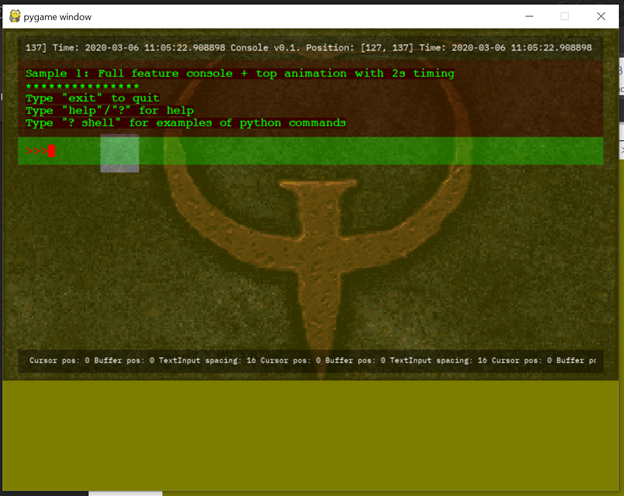 pygame window
137] Time: 2020-03-06 11:05:22.908898 Console v0.1. Position: [127, 137] Time: 2020-03-06 11:05:22.908898
Sample 1: Full feature console + top animation with 2s timing
***************
Type "exit" to quit
Type "help"/"?" for help
Type "? shell" for examples of python commands
>>>
Cursor pos: 0 Buffer pos: 0 TextInput spacing: 16 Cursor pos: 0 Buffer pos: 0 TextInput spacing: 16 Cursor pos: 0 Buffer po